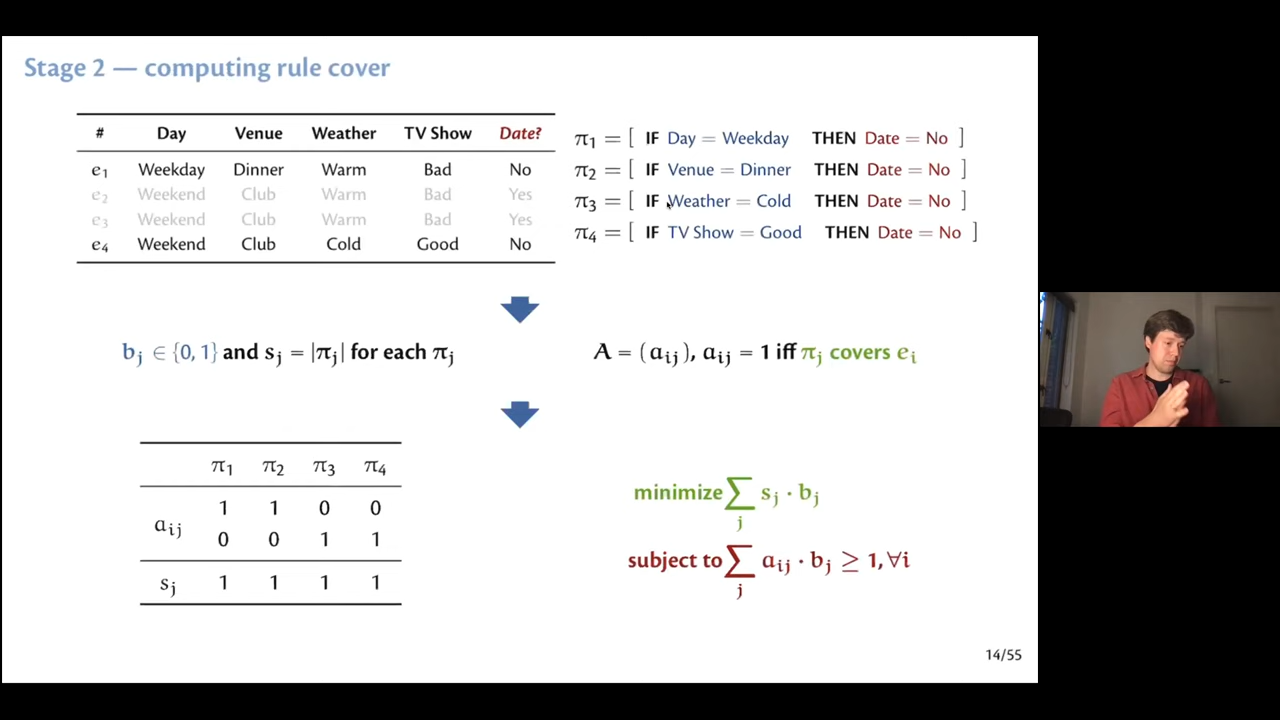 Stage 2 — computing rule cover
# Day Venue Weather TV Show Date?
e₁ Weekday Dinner Warm Bad No
e₂ Weekend Club Warm Bad Yes
e₃ Weekend Club Warm Bad Yes
e₄ Weekend Club Cold Good No
π₁ = [ IF Day = Weekday THEN Date = No ]
π₂ = [ IF Venue = Dinner THEN Date = No ]
π₃ = [ IF Weather = Cold THEN Date = No ]
π₄ = [ IF TV Show = Good THEN Date = No ]
bⱼ ∈ {0, 1} and sⱼ = |πⱼ| for each πⱼ
A = (aᵢⱼ), aᵢⱼ = 1 iff πⱼ covers eᵢ
π₁ π₂ π₃ π₄
aᵢⱼ
1 1 0 0
0 0 1 1
sⱼ 1 1 1 1
minimize ∑ⱼ sⱼ · bⱼ
subject to ∑ⱼ aᵢⱼ · bⱼ ≥ 1, ∀i
14/55